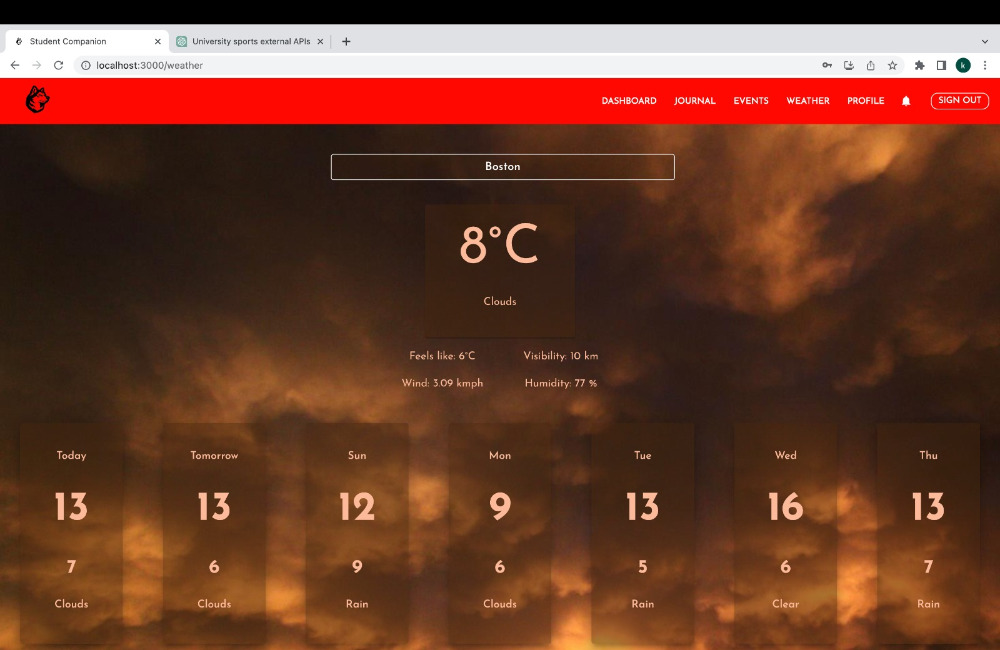 Student Companion
University sports external APIs
localhost:3000/weather
k
DASHBOARD JOURNAL EVENTS WEATHER PROFILE SIGN OUT
Boston
8°C
Clouds
Feels like: 6°C Visibility: 10 km
Wind: 3.09 kmph Humidity: 77 %
Today Tomorrow Sun Mon Tue Wed Thu
13 13 12 9 13 16 13
7 6 9 6 5 6 7
Clouds Clouds Rain Clouds Rain Clear Rain